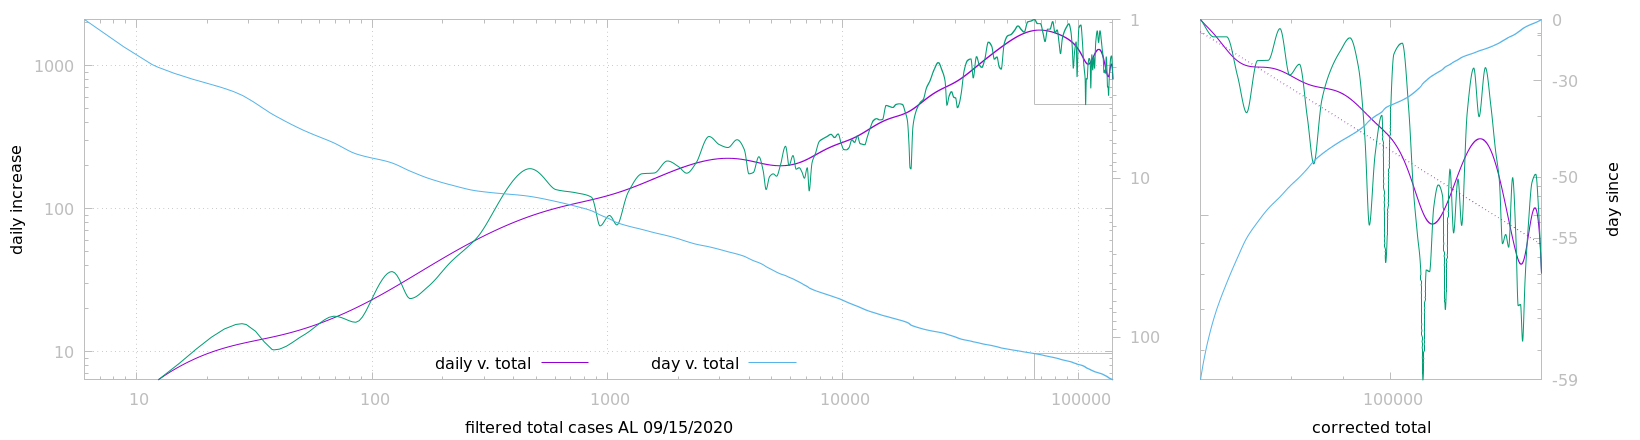 daily increase
1000
100
10
daily v. total
day v. total
1
10
100
10
100
1000
10000
100000
filtered total cases AL 09/15/2020
0
-30
-50
-55
-59
day since
100000
corrected total